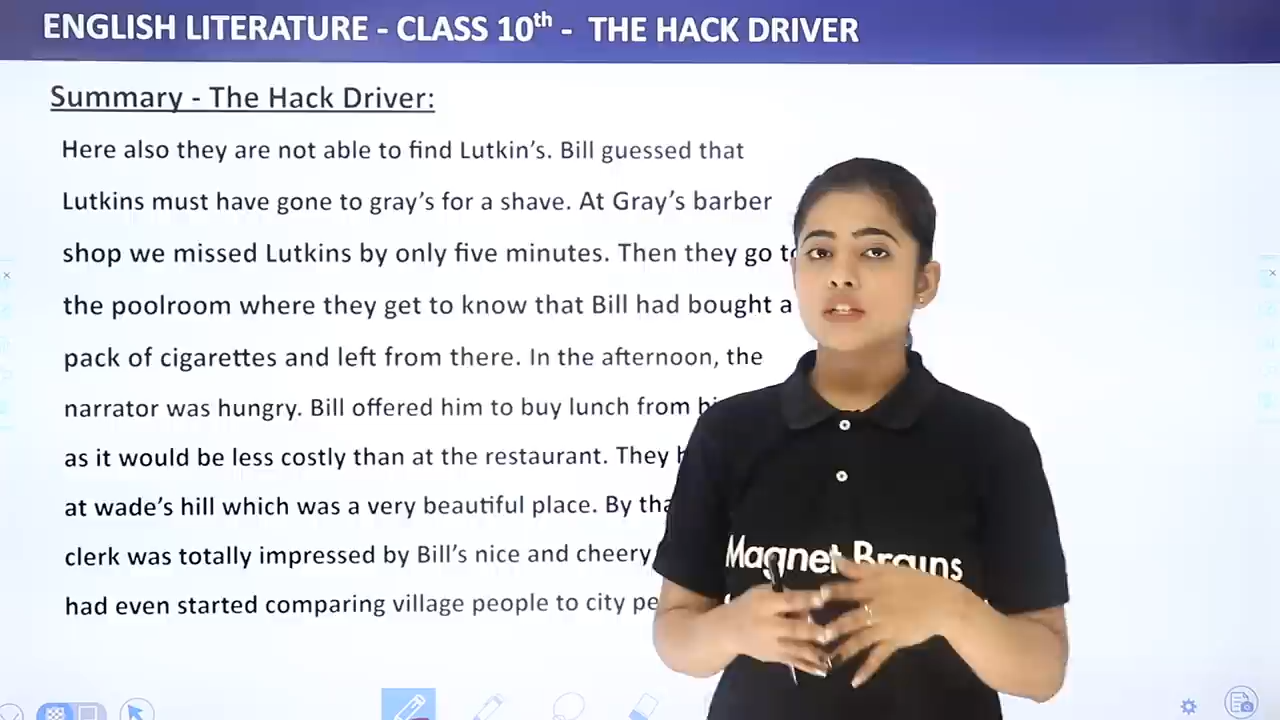 ENGLISH LITERATURE - CLASS 10th - THE HACK DRIVER
Summary - The Hack Driver:
Here also they are not able to find Lutkin’s. Bill guessed that
Lutkins must have gone to gray’s for a shave. At Gray’s barber
shop we missed Lutkins by only five minutes. Then they go
the poolroom where they get to know that Bill had bought a
pack of cigarettes and left from there. In the afternoon, the
narrator was hungry. Bill offered him to buy lunch from
as it would be less costly than at the restaurant. They
at wade’s hill which was a very beautiful place. By
clerk was totally impressed by Bill’s nice and cheery
had even started comparing village people to city
Magnet Brains